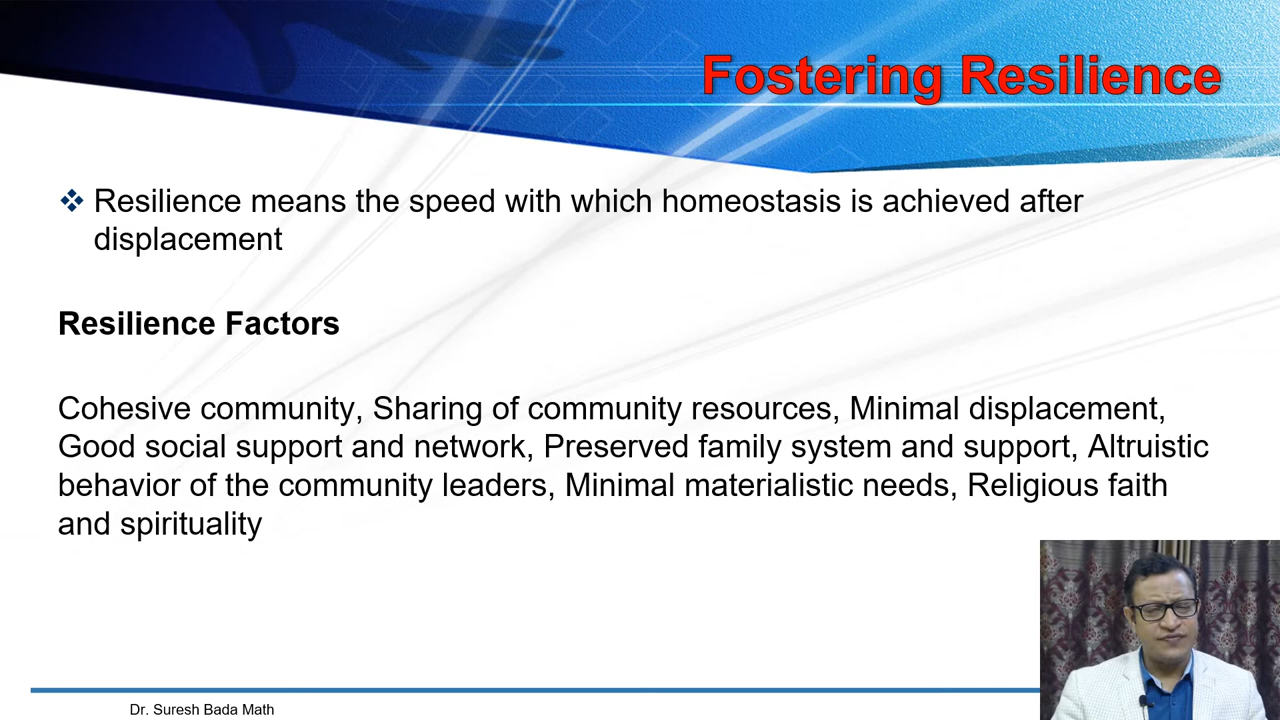 Fostering Resilience
Resilience means the speed with which homeostasis is achieved after
displacement
Resilience Factors
Cohesive community, Sharing of community resources, Minimal displacement,
Good social support and network, Preserved family system and support, Altruistic
behavior of the community leaders, Minimal materialistic needs, Religious faith
and spirituality
Dr. Suresh Bada Math